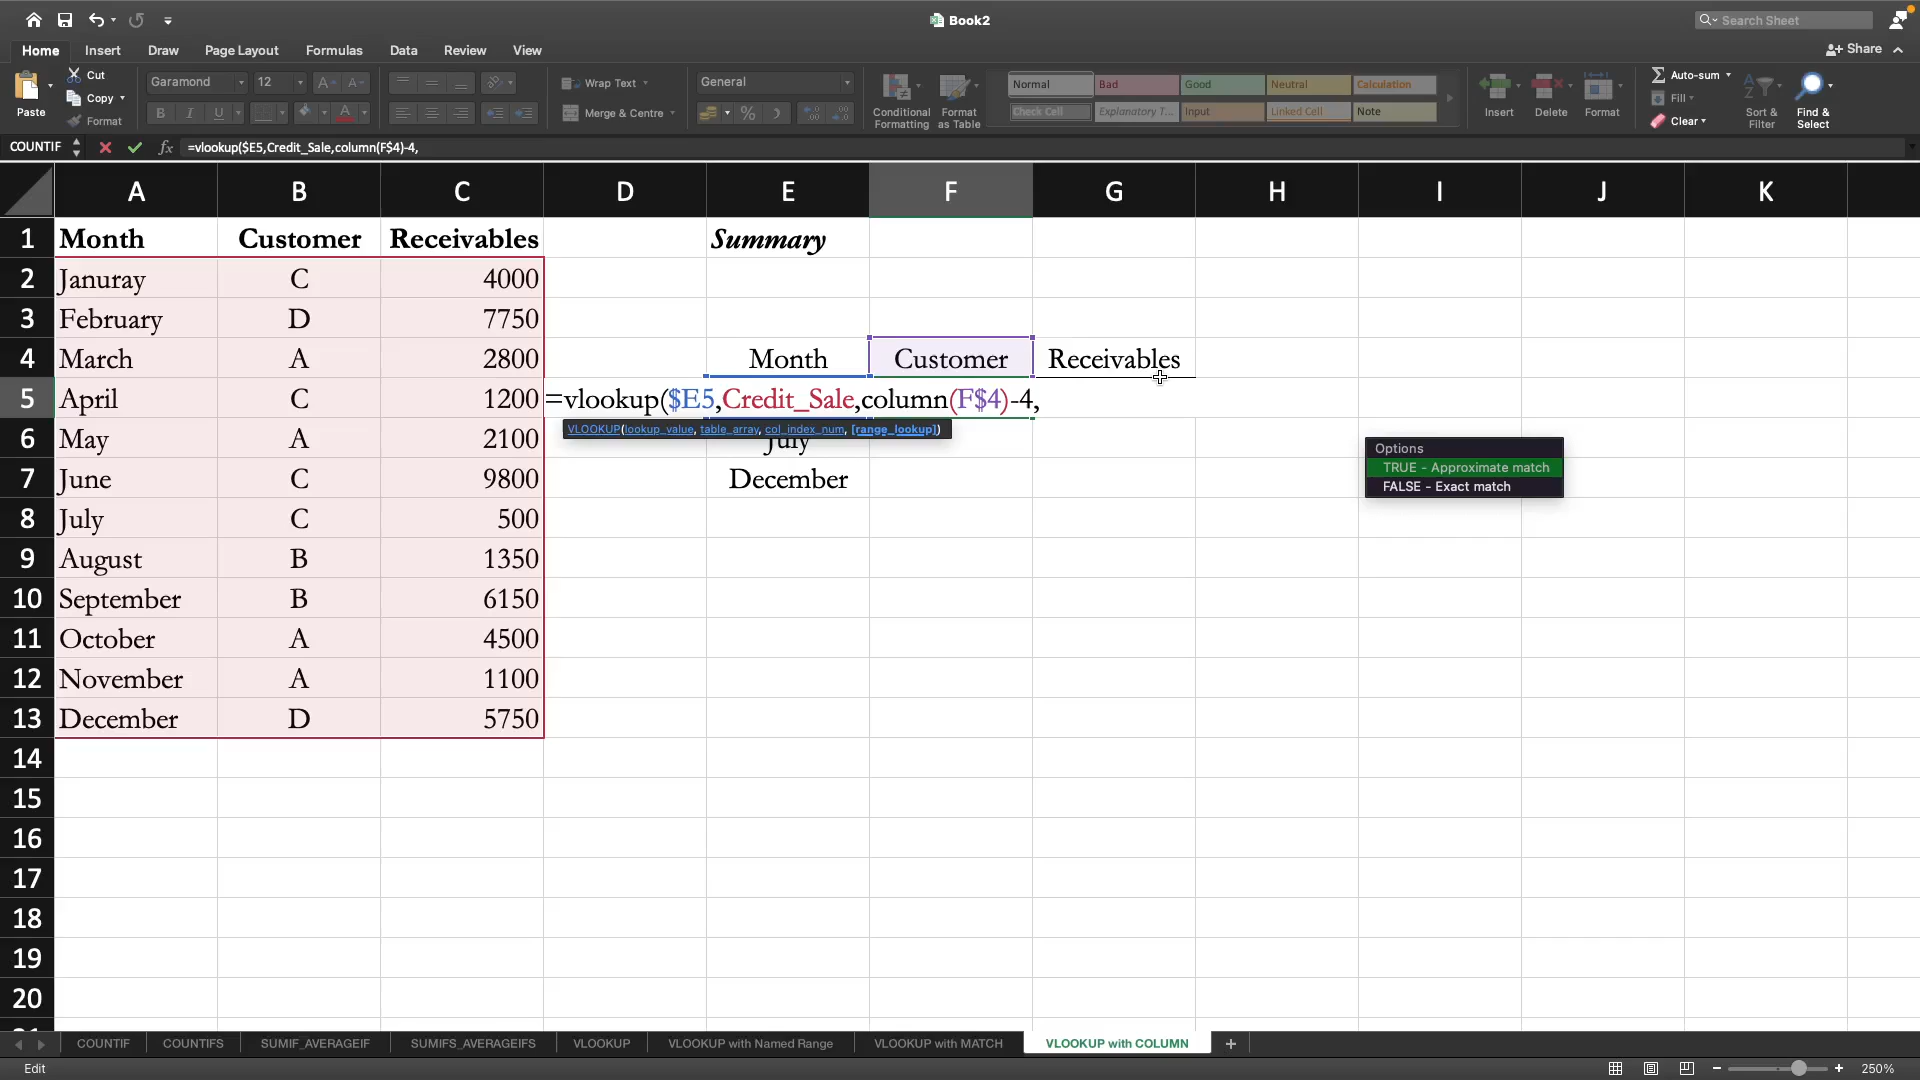 Book2
Search Sheet
Home Insert Draw Page Layout Formulas Data Review View
Share
Paste
Cut
Copy
Format
Garamond 12
B I U
A A
Wrap Text
Merge & Centre
General
%
Conditional Formatting
Format as Table
Normal Bad Good Neutral Calculation
Check Cell Explanatory T... Input Linked Cell Note
Insert Delete Format
Auto-sum
Fill
Clear
Sort & Filter
Find & Select
COUNTIF fx =vlookup($E5,Credit_Sale,column(F$4)-4,
A B C D E F G H I J K
1 Month Customer Receivables Summary
2 Januray C 4000
3 February D 7750
4 March A 2800 Month Customer Receivables
5 April C 1200 =vlookup($E5,Credit_Sale,column(F$4)-4,
VLOOKUP(lookup_value, table_array, col_index_num, [range_lookup])
6 May A 2100 July
Options
TRUE - Approximate match
FALSE - Exact match
7 June C 9800 December
8 July C 500
9 August B 1350
10 September B 6150
11 October A 4500
12 November A 1100
13 December D 5750
14
15
16
17
18
19
20
COUNTIF COUNTIFS SUMIF_AVERAGEIF SUMIFS_AVERAGEIFS VLOOKUP VLOOKUP with Named Range VLOOKUP with MATCH VLOOKUP with COLUMN +
Edit
250%